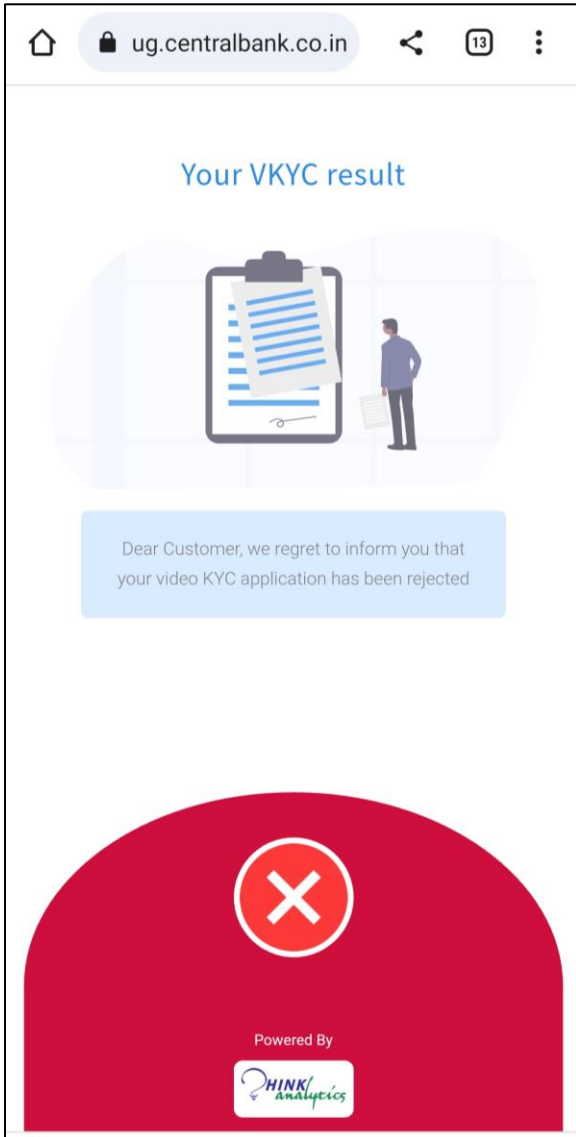 ug.centralbank.co.in
13
Your VKYC result
Dear Customer, we regret to inform you that
your video KYC application has been rejected
Powered By
THINK
analytics